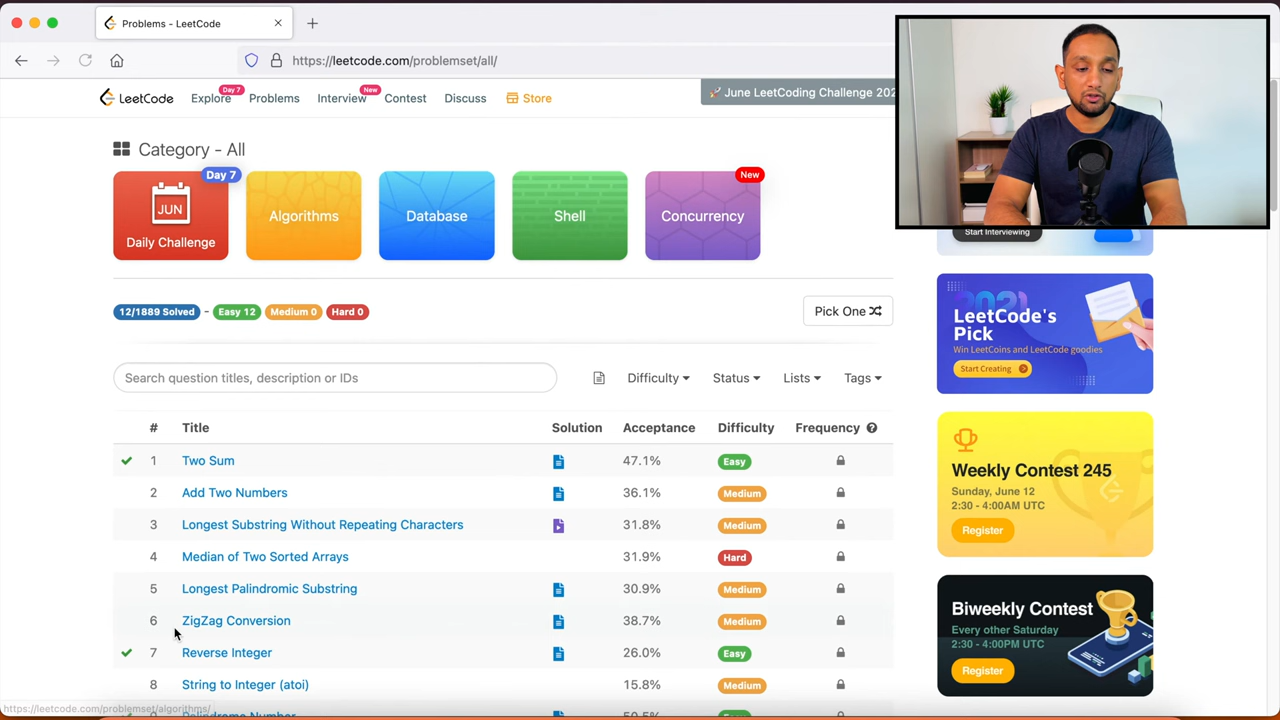 Problems - LeetCode
https://leetcode.com/problemset/all/
LeetCode
Explore
Day 7
Problems
Interview
New
Contest
Discuss
Store
🚀 June LeetCoding Challenge 202
Category - All
Day 7
JUN
Daily Challenge
Algorithms
Database
Shell
New
Concurrency
Start Interviewing
12/1889 Solved - Easy 12 Medium 0 Hard 0
Pick One
2021
LeetCode's
Pick
Win LeetCoins and LeetCode goodies
Start Creating
Search question titles, description or IDs
Difficulty Status Lists Tags
# Title Solution Acceptance Difficulty Frequency
1 Two Sum 47.1% Easy
2 Add Two Numbers 36.1% Medium
3 Longest Substring Without Repeating Characters 31.8% Medium
4 Median of Two Sorted Arrays 31.9% Hard
5 Longest Palindromic Substring 30.9% Medium
6 ZigZag Conversion 38.7% Medium
7 Reverse Integer 26.0% Easy
8 String to Integer (atoi) 15.8% Medium
Weekly Contest 245
Sunday, June 12
2:30 - 4:00AM UTC
Register
Biweekly Contest
Every other Saturday
2:30 - 4:00PM UTC
Register
https://leetcode.com/problemset/algorithms/
Palindrome Number